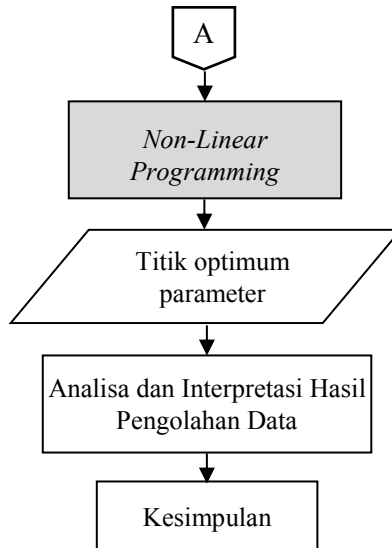 A
Non-Linear
Programming
Titik optimum
parameter
Analisa dan Interpretasi Hasil
Pengolahan Data
Kesimpulan